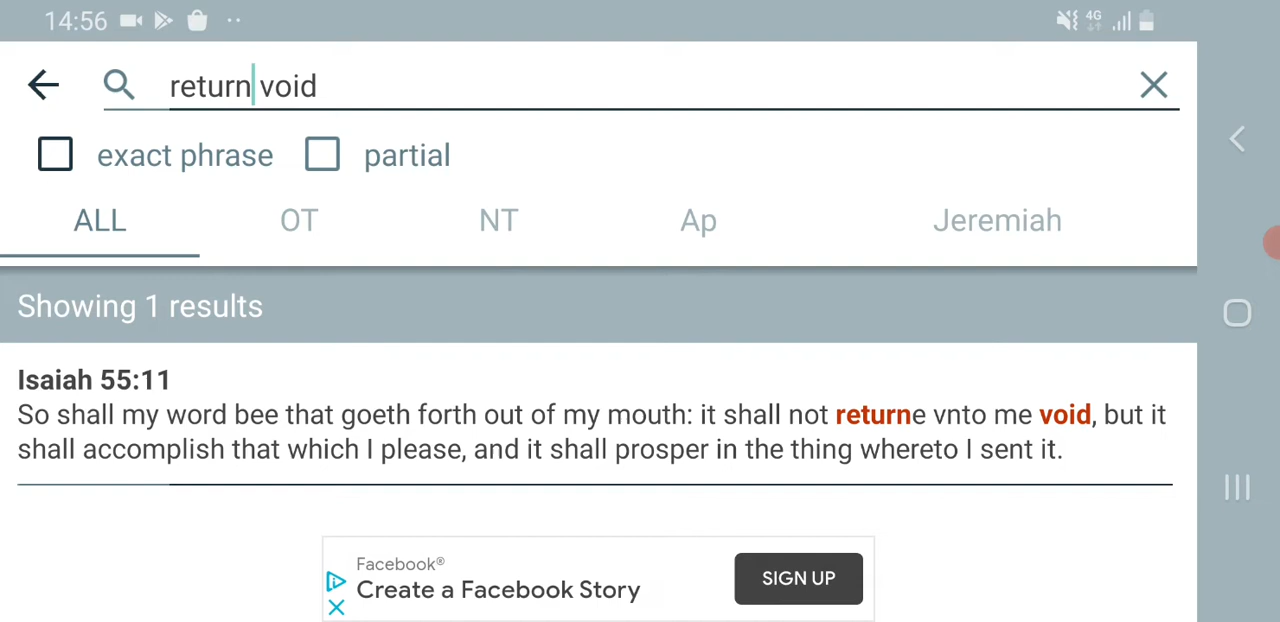 14:56
4G
return void
exact phrase partial
ALL OT NT Ap Jeremiah
Showing 1 results
Isaiah 55:11
So shall my word bee that goeth forth out of my mouth: it shall not returne vnto me void, but it
shall accomplish that which I please, and it shall prosper in the thing whereto I sent it.
Facebook®
Create a Facebook Story
SIGN UP